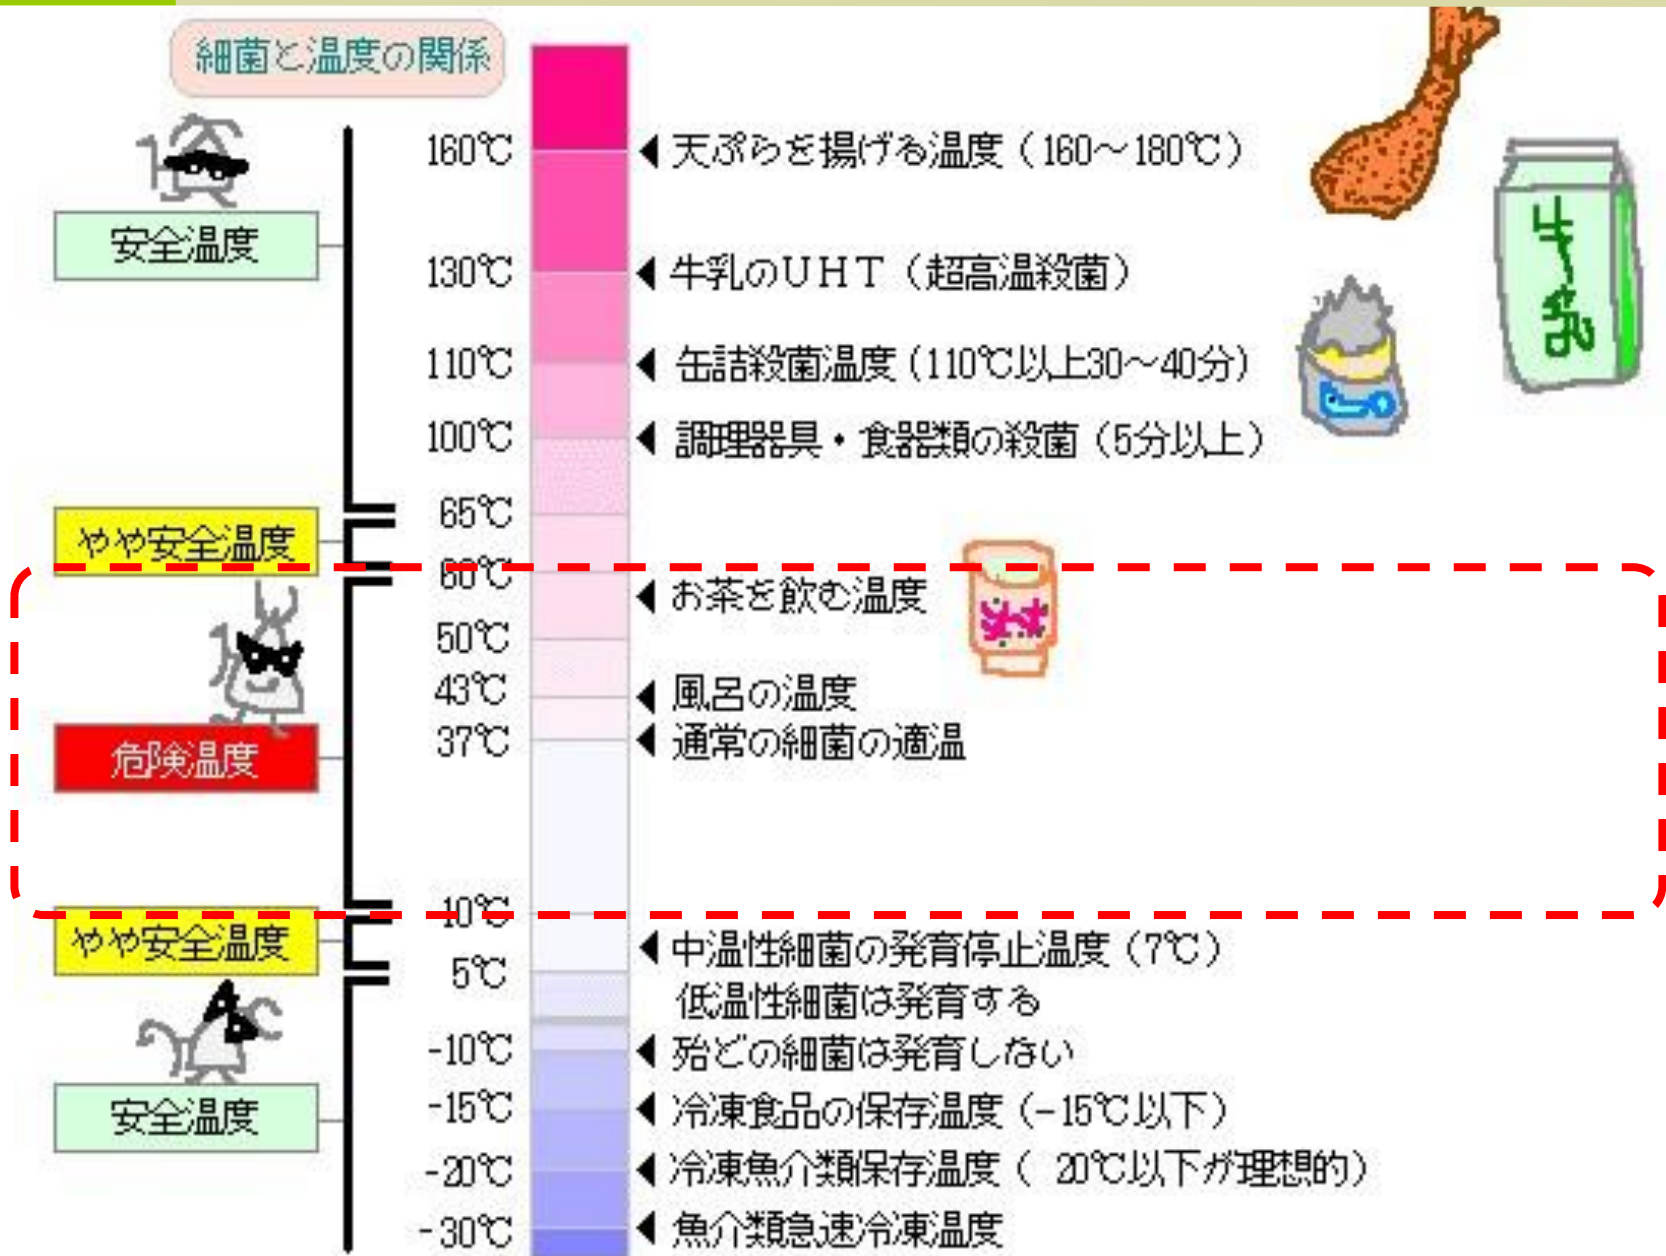 細菌と温度の関係
160℃ ◀ 天ぷらを揚げる温度（160～180℃）
安全温度
牛乳
130℃ ◀ 牛乳のＵＨＴ（超高温殺菌）
110℃ ◀ 缶詰殺菌温度（110℃以上30～40分）
100℃ ◀ 調理器具・食器類の殺菌（5分以上）
65℃
やや安全温度
60℃
◀ お茶を飲む温度
50℃
43℃ ◀ 風呂の温度
37℃ ◀ 通常の細菌の適温
危険温度
10℃
やや安全温度
◀ 中温性細菌の発育停止温度（7℃）
5℃
低温性細菌は発育する
-10℃ ◀ 殆どの細菌は発育しない
-15℃ ◀ 冷凍食品の保存温度（-15℃以下）
安全温度
-20℃ ◀ 冷凍魚介類保存温度（ 20℃以下が理想的）
-30℃ ◀ 魚介類急速冷凍温度